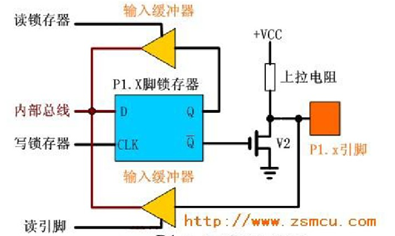 读锁存器
输入缓冲器
+VCC
P1.X脚锁存器
上拉电阻
内部总线
D
Q
写锁存器
CLK
Q̅
V2
P1.x引脚
输入缓冲器
读引脚
http://www.zsmcu.com